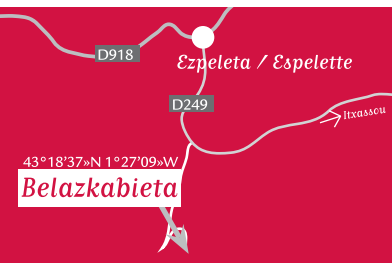 D918
Ezpeleta / Espelette
D249
Itxassou
43°18'37»N 1°27'09»W
Belazkabieta